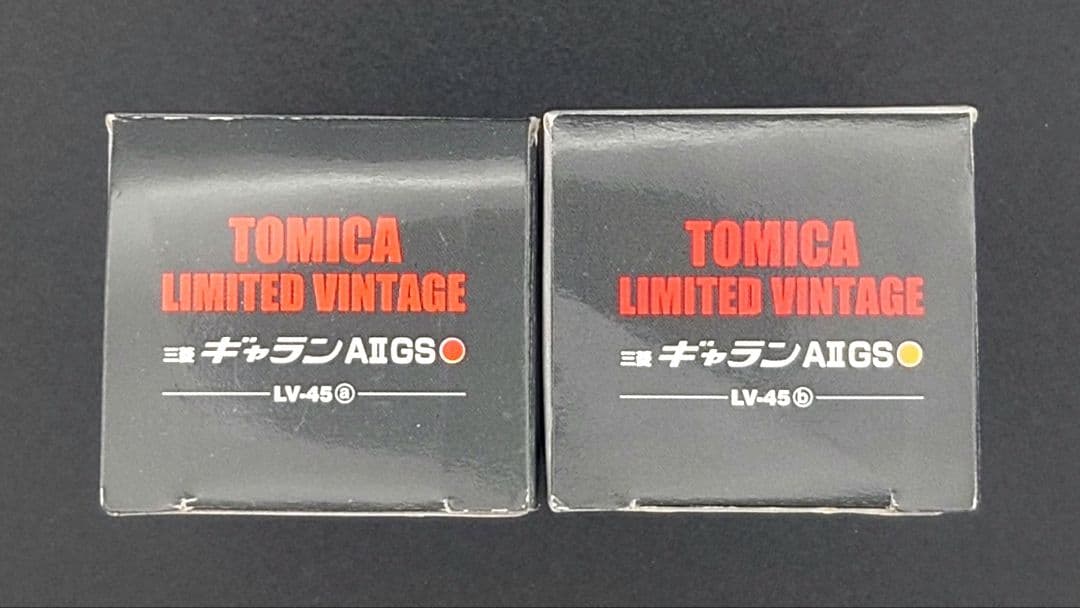 TOMICA
LIMITED VINTAGE
三菱 ギャランAⅡGS
LV-45ⓐ
TOMICA
LIMITED VINTAGE
三菱 ギャランAⅡGS
LV-45ⓑ